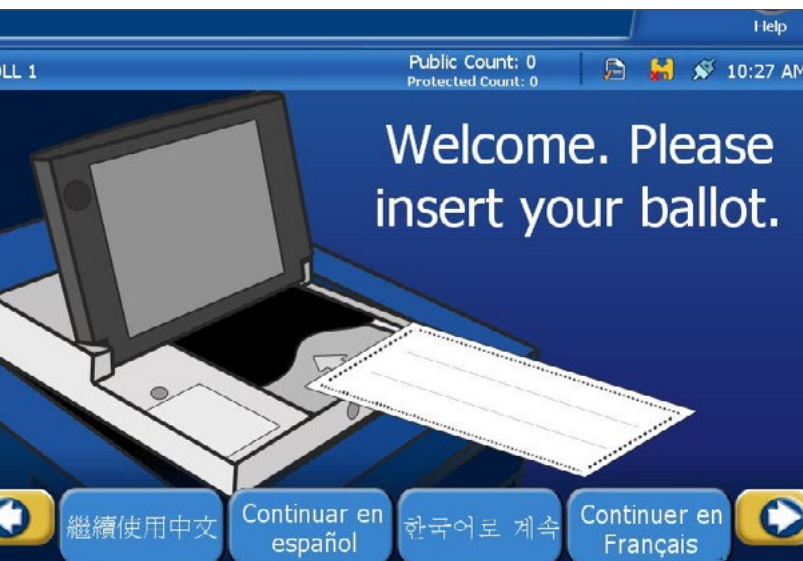 Help
OLL 1
Public Count: 0
Protected Count: 0
10:27 AM
Welcome. Please
insert your ballot.
繼續使用中文
Continuar en
español
한국어로 계속
Continuer en
Français